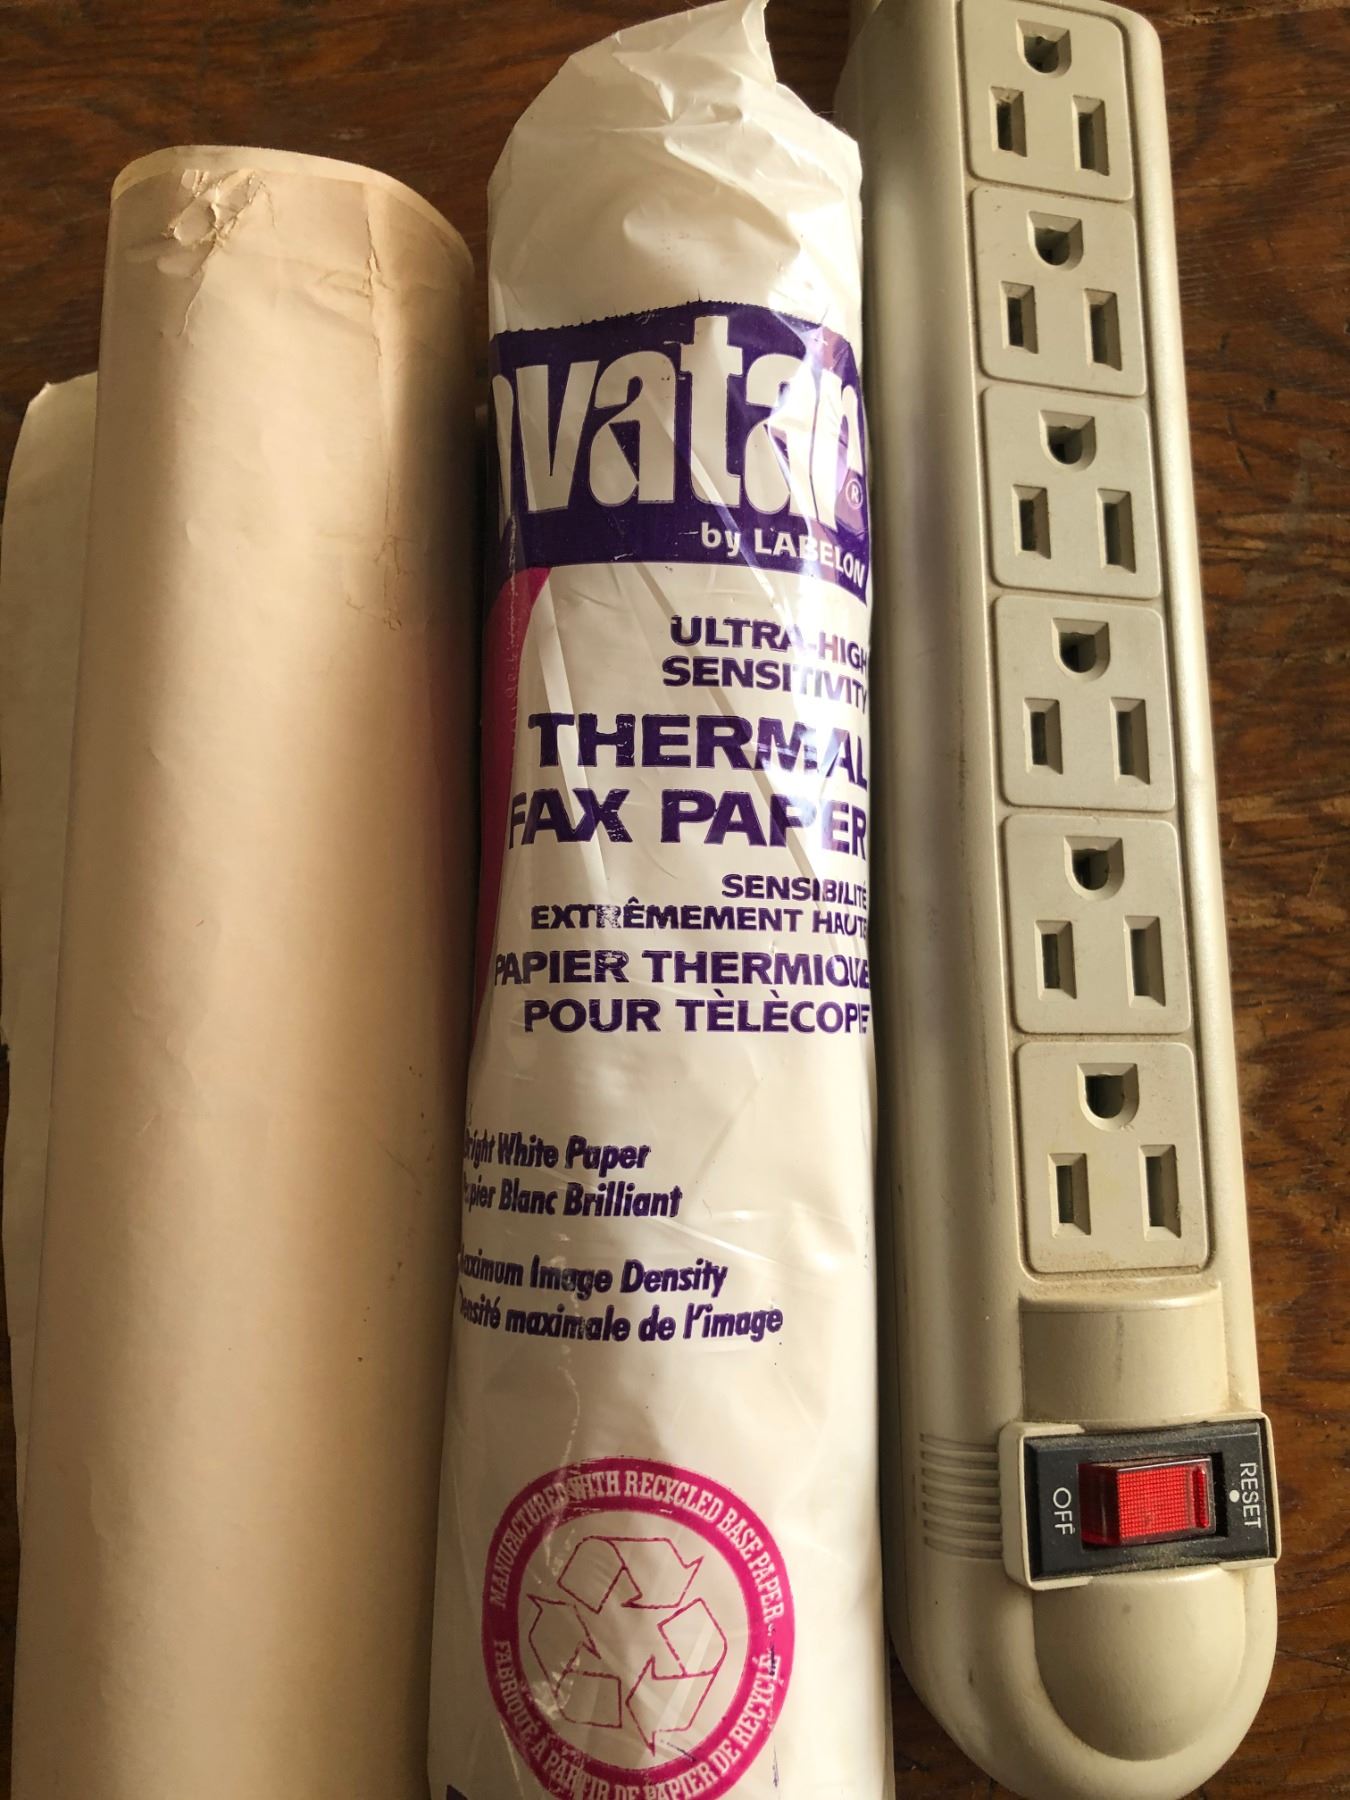 avatar®
by LABELON
ULTRA-HIGH
SENSITIVITY
THERMAL
FAX PAPER
SENSIBILITÉ
EXTRÊMEMENT HAUTE
PAPIER THERMIQUE
POUR TÈLÈCOPIE
Bright White Paper
Papier Blanc Brilliant
Maximum Image Density
Densité maximale de l'image
MANUFACTURED WITH RECYCLED BASE PAPER
FABRIQUÉ À PARTIR DE PAPIER DE RECYCLÉ
OFF
RESET